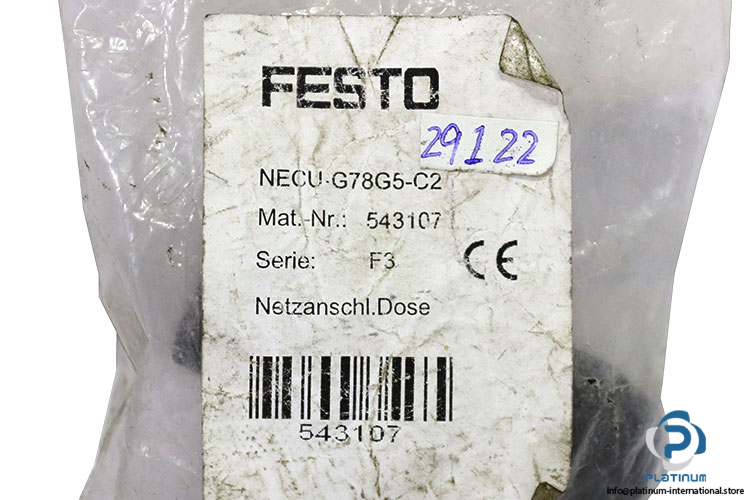 FESTO
29122
NECU-G78G5-C2
Mat.-Nr.: 543107
Serie: F3
CE
Netzanschl.Dose
543107
PLATINUM
info@platinum-international.store